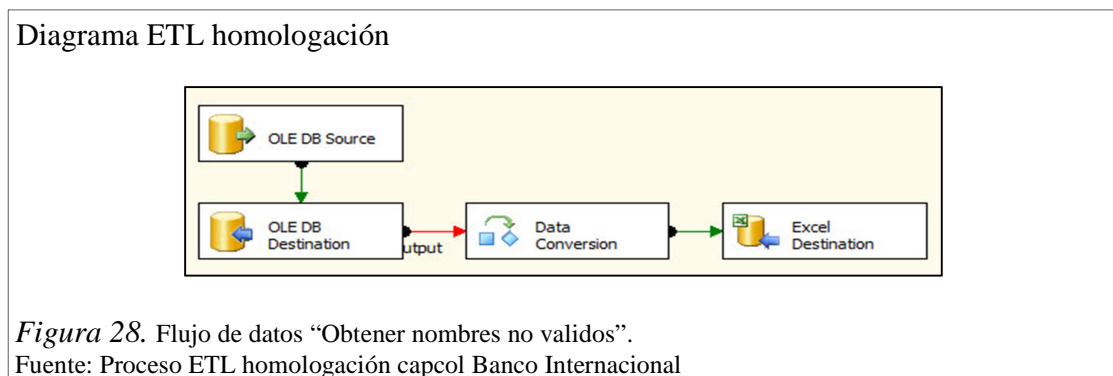 Diagrama ETL homologación
OLE DB Source
OLE DB
Destination
utput
Data
Conversion
Excel
Destination
Figura 28. Flujo de datos “Obtener nombres no validos”.
Fuente: Proceso ETL homologación capcol Banco Internacional